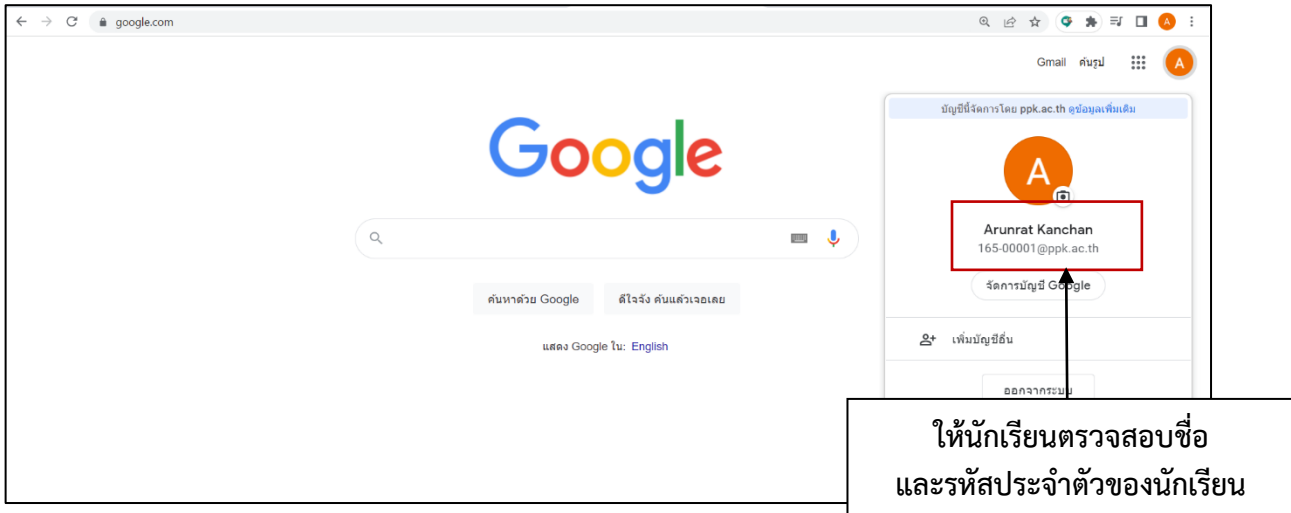 google.com
A
Gmail ค้นรูป
A
บัญชีนี้จัดการโดย ppk.ac.th ดูข้อมูลเพิ่มเติม
Google
A
Arunrat Kanchan
165-00001@ppk.ac.th
จัดการบัญชี Google
ค้นหาด้วย Google ดีใจจัง ค้นแล้วเจอเลย
เพิ่มบัญชีอื่น
แสดง Google ใน: English
ออกจากระบบ
ให้นักเรียนตรวจสอบชื่อ
และรหัสประจำตัวของนักเรียน